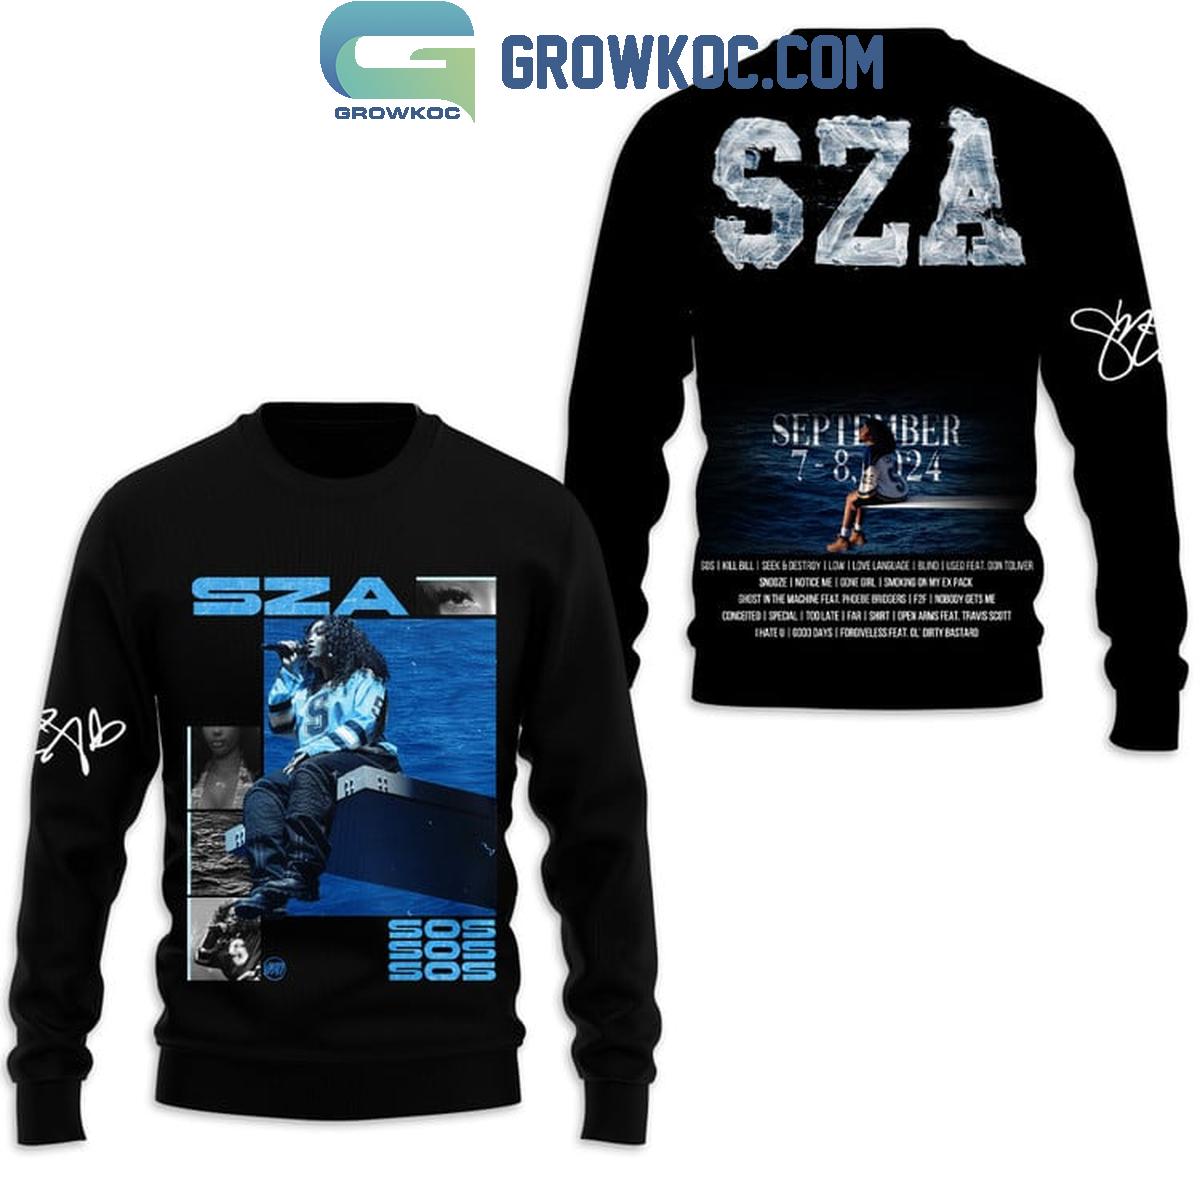 GROWKOC
GROWKOC.COM
SZA
SEPTEMBER
7-8, 2024
SOS | KILL BILL | SEEK & DESTROY | LOW | LOVE LANGUAGE | BLIND | USED FEAT. DON TOLIVER
SNOOZE | NOTICE ME | GONE GIRL | SMOKING ON MY EX PACK
GHOST IN THE MACHINE FEAT. PHOEBE BRIDGERS | F2F | NOBODY GETS ME
CONCEITED | SPECIAL | TOO LATE | FAR | SHIRT | OPEN ARMS FEAT. TRAVIS SCOTT
I HATE U | GOOD DAYS | FORGIVELESS FEAT. OL' DIRTY BASTARD
SZA
S
SOS
SOS
SOS
S